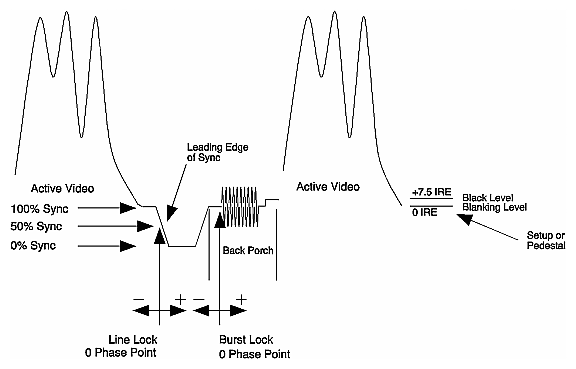 Leading Edge
of Sync
Active Video
100% Sync
50% Sync
0% Sync
Back Porch
− + − +
Line Lock
0 Phase Point
Burst Lock
0 Phase Point
Active Video
+7.5 IRE
Black Level
Blanking Level
0 IRE
Setup or
Pedestal